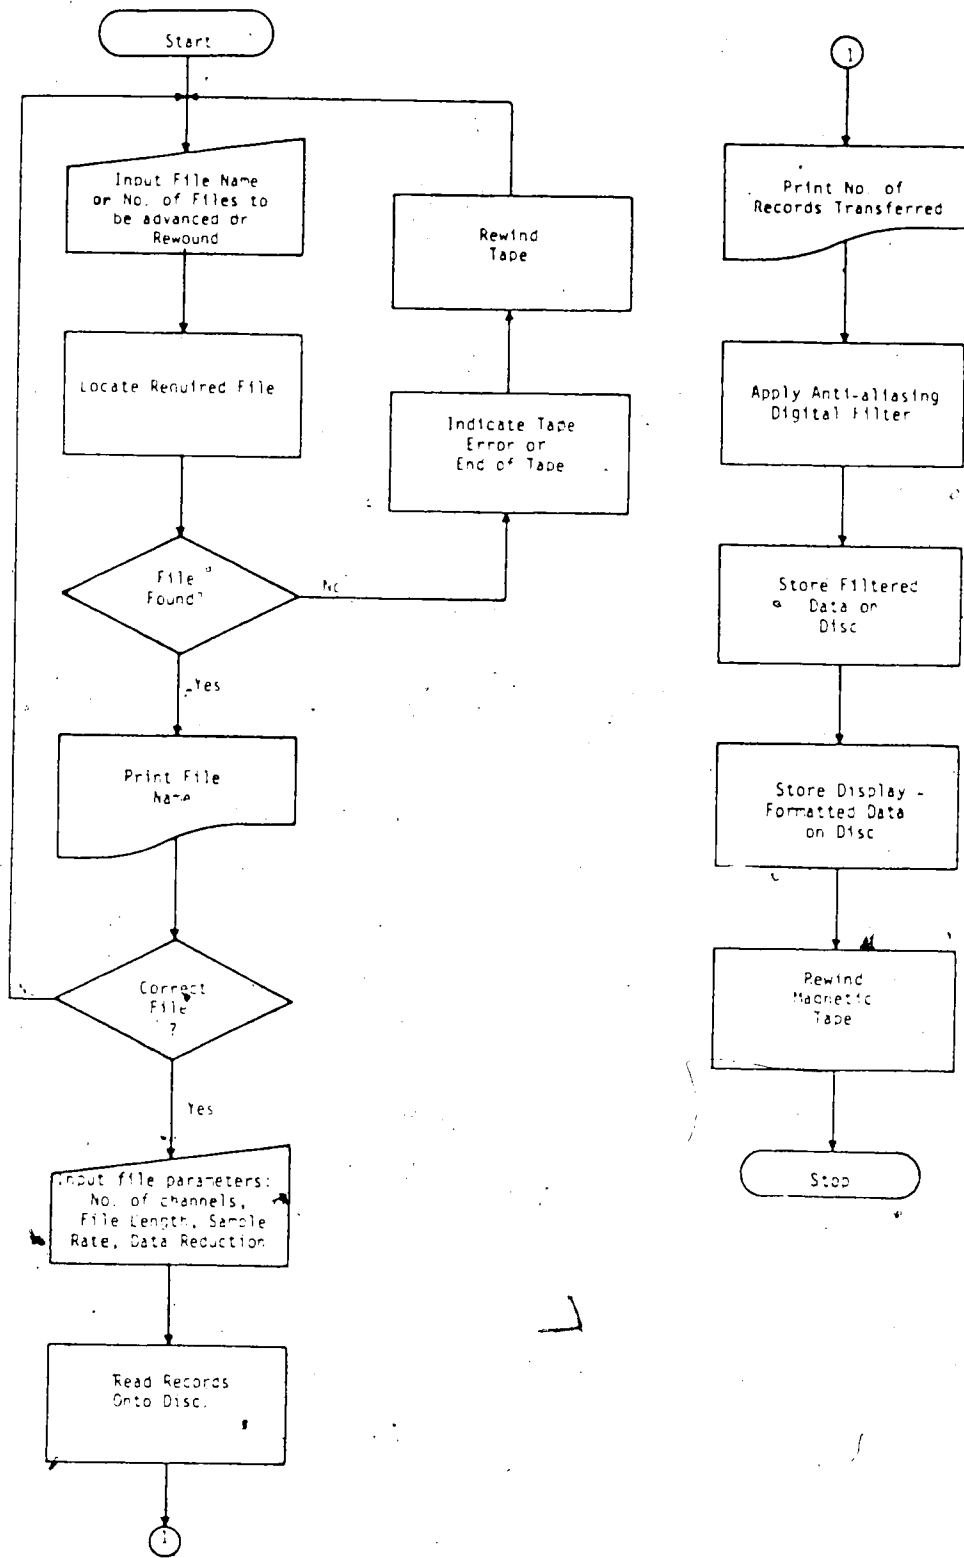 Start
Input File Name
or No. of Files to
be advanced or
Rewound
Locate Required File
File
Found?
No
Yes
Indicate Tape
Error or
End of Tape
Rewind
Tape
Print File
Name
Correct
File
?
Yes
Input file parameters:
No. of channels,
File Length, Sample
Rate, Data Reduction
Read Records
Onto Disc.
1
1
Print No. of
Records Transferred
Apply Anti-aliasing
Digital Filter
Store Filtered
Data on
Disc
Store Display -
Formatted Data
on Disc
Rewind
Magnetic
Tape
Stop